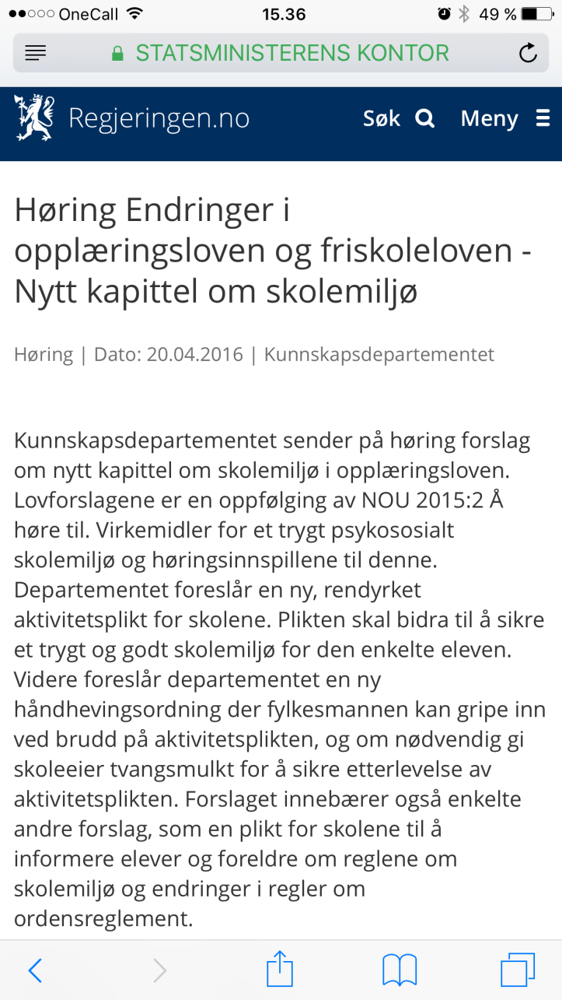 OneCall 15.36 49 %
STATSMINISTERENS KONTOR
Regjeringen.no Søk Meny
Høring Endringer i
opplæringsloven og friskoleloven -
Nytt kapittel om skolemiljø
Høring | Dato: 20.04.2016 | Kunnskapsdepartementet
Kunnskapsdepartementet sender på høring forslag
om nytt kapittel om skolemiljø i opplæringsloven.
Lovforslagene er en oppfølging av NOU 2015:2 Å
høre til. Virkemidler for et trygt psykososialt
skolemiljø og høringsinnspillene til denne.
Departementet foreslår en ny, rendyrket
aktivitetsplikt for skolene. Plikten skal bidra til å sikre
et trygt og godt skolemiljø for den enkelte eleven.
Videre foreslår departementet en ny
håndhevingsordning der fylkesmannen kan gripe inn
ved brudd på aktivitetsplikten, og om nødvendig gi
skoleeier tvangsmulkt for å sikre etterlevelse av
aktivitetsplikten. Forslaget innebærer også enkelte
andre forslag, som en plikt for skolene til å
informere elever og foreldre om reglene om
skolemiljø og endringer i regler om
ordensreglement.